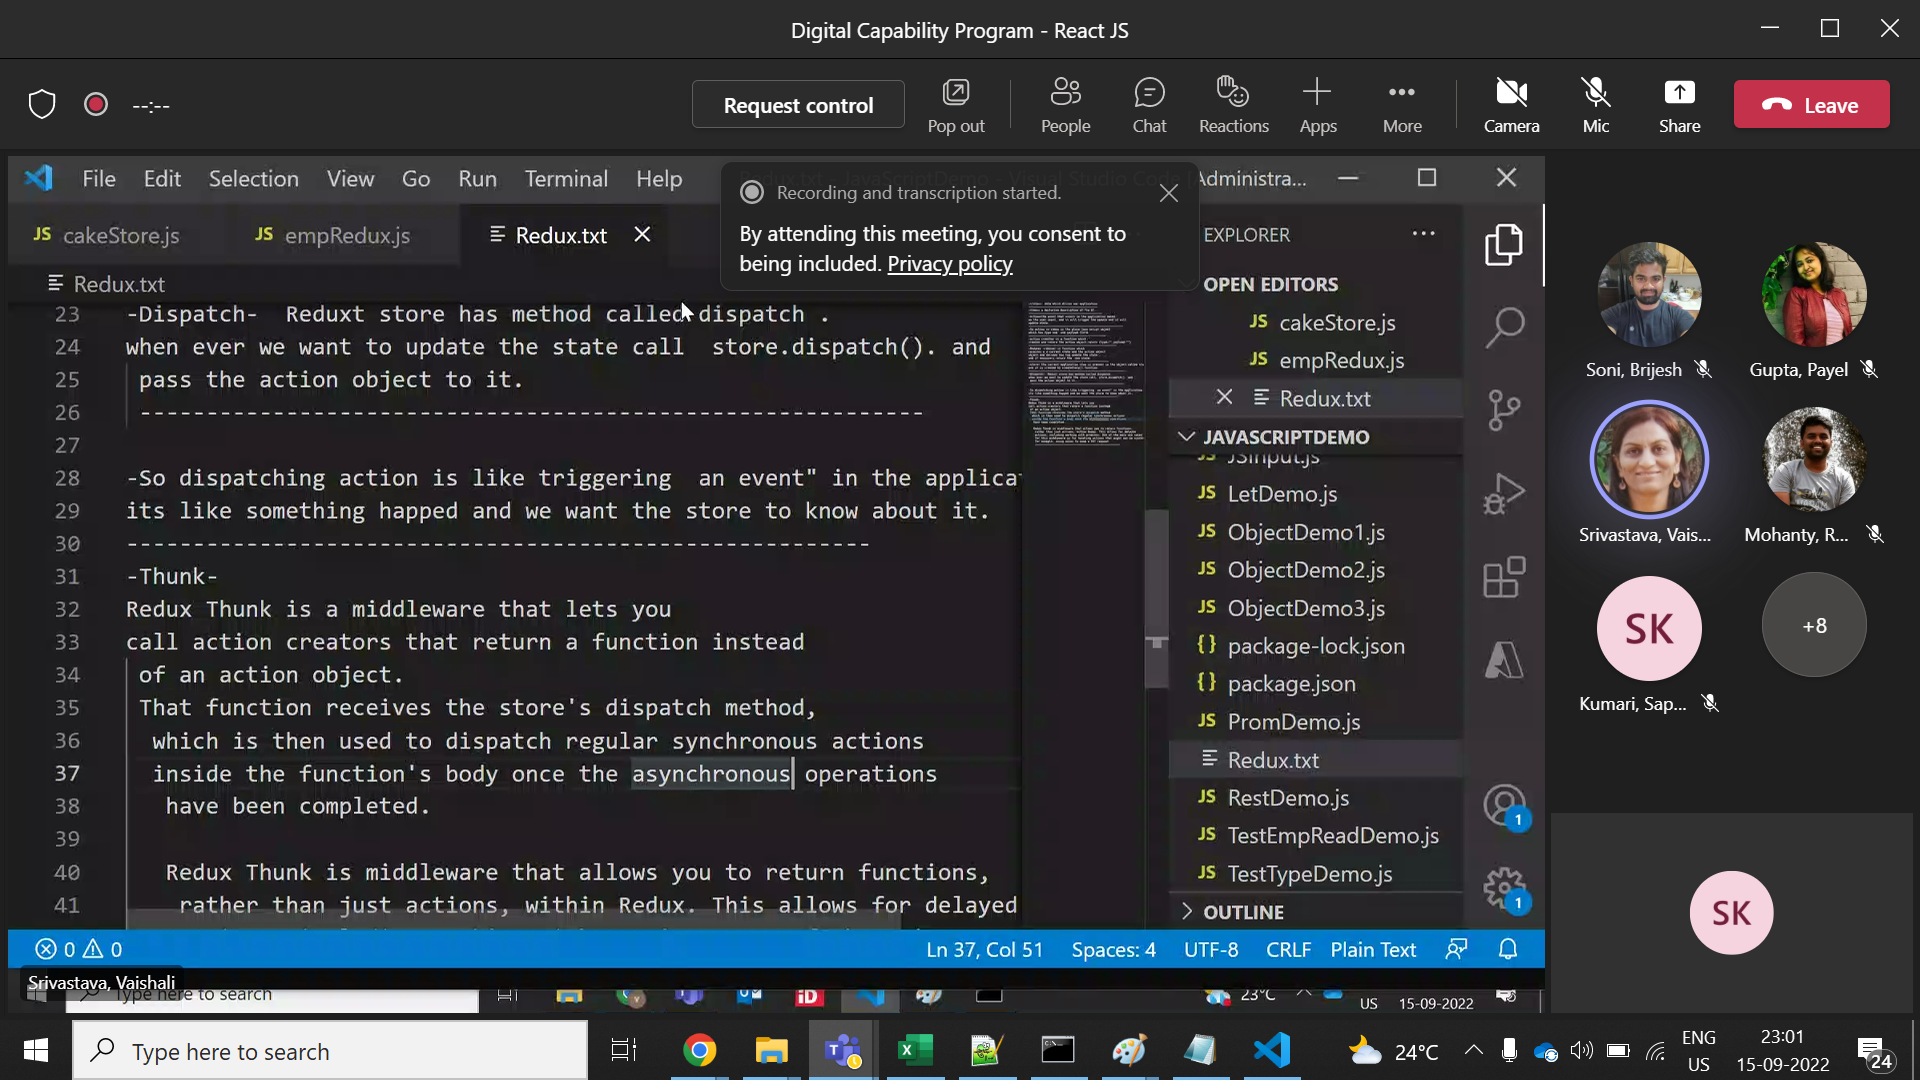 Digital Capability Program - React JS
--:--
Request control
Pop out
People
Chat
Reactions
Apps
More
Camera
Mic
Share
Leave
File Edit Selection View Go Run Terminal Help
Administra...
Recording and transcription started.
By attending this meeting, you consent to
being included. Privacy policy
JS cakeStore.js
JS empRedux.js
Redux.txt
Redux.txt
23 -Dispatch-  Reduxt store has method called dispatch .
24 when ever we want to update the state call  store.dispatch(). and
25 pass the action object to it.
26 -----------------------------------------------------------
27
28 -So dispatching action is like triggering  an event" in the applica
29 its like something happed and we want the store to know about it.
30 --------------------------------------------------------
31 -Thunk-
32 Redux Thunk is a middleware that lets you
33 call action creators that return a function instead
34 of an action object.
35 That function receives the store's dispatch method,
36 which is then used to dispatch regular synchronous actions
37 inside the function's body once the asynchronous operations
38 have been completed.
39
40 Redux Thunk is middleware that allows you to return functions,
41 rather than just actions, within Redux. This allows for delayed
EXPLORER
OPEN EDITORS
JS cakeStore.js
JS empRedux.js
Redux.txt
JAVASCRIPTDEMO
JS JSInput.js
JS LetDemo.js
JS ObjectDemo1.js
JS ObjectDemo2.js
JS ObjectDemo3.js
{} package-lock.json
{} package.json
JS PromDemo.js
Redux.txt
JS RestDemo.js
JS TestEmpReadDemo.js
JS TestTypeDemo.js
OUTLINE
1
1
0 0
Ln 37, Col 51
Spaces: 4
UTF-8
CRLF
Plain Text
Srivastava, Vaishali
Type here to search
23°C
US
15-09-2022
Soni, Brijesh
Gupta, Payel
Srivastava, Vais...
Mohanty, R...
SK
+8
Kumari, Sap...
SK
Type here to search
24°C
ENG
US
23:01
15-09-2022
24